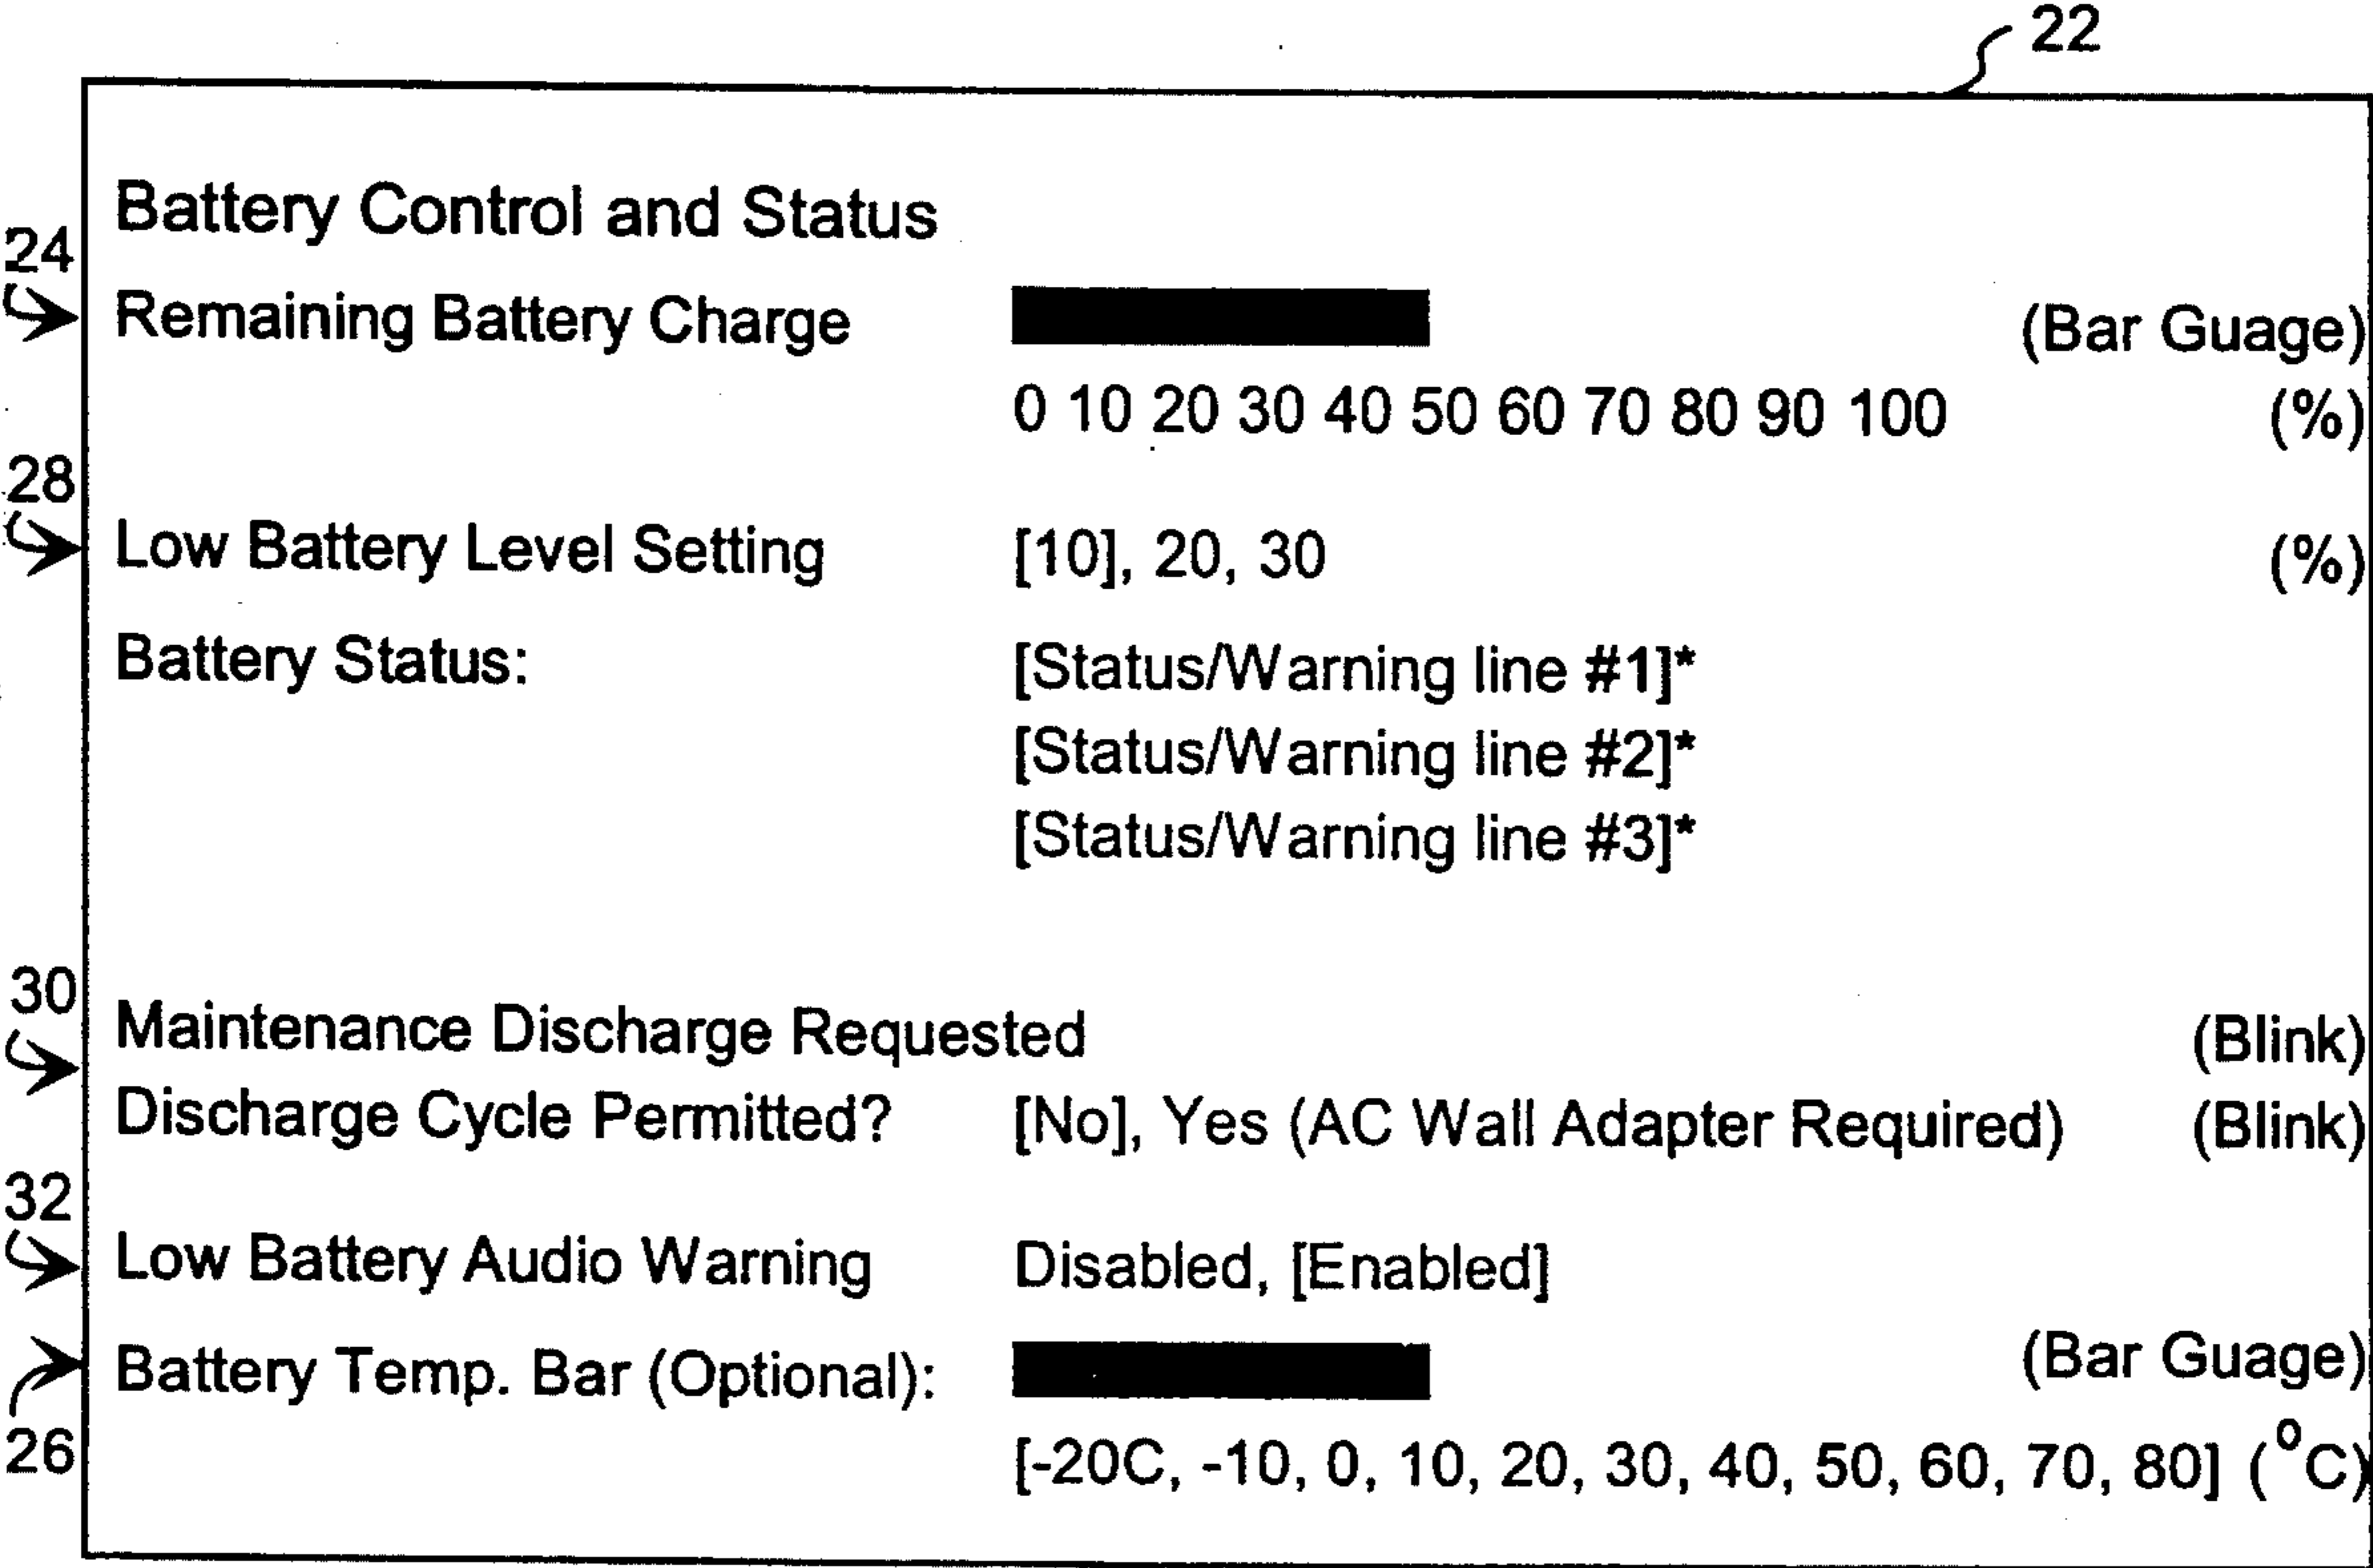 22
Battery Control and Status
24
Remaining Battery Charge (Bar Guage)
0 10 20 30 40 50 60 70 80 90 100 (%)
28
Low Battery Level Setting [10], 20, 30 (%)
Battery Status: [Status/Warning line #1]*
[Status/Warning line #2]*
[Status/Warning line #3]*
30
Maintenance Discharge Requested (Blink)
Discharge Cycle Permitted? [No], Yes (AC Wall Adapter Required) (Blink)
32
Low Battery Audio Warning Disabled, [Enabled]
Battery Temp. Bar (Optional): (Bar Guage)
26
[-20C, -10, 0, 10, 20, 30, 40, 50, 60, 70, 80] (°C)